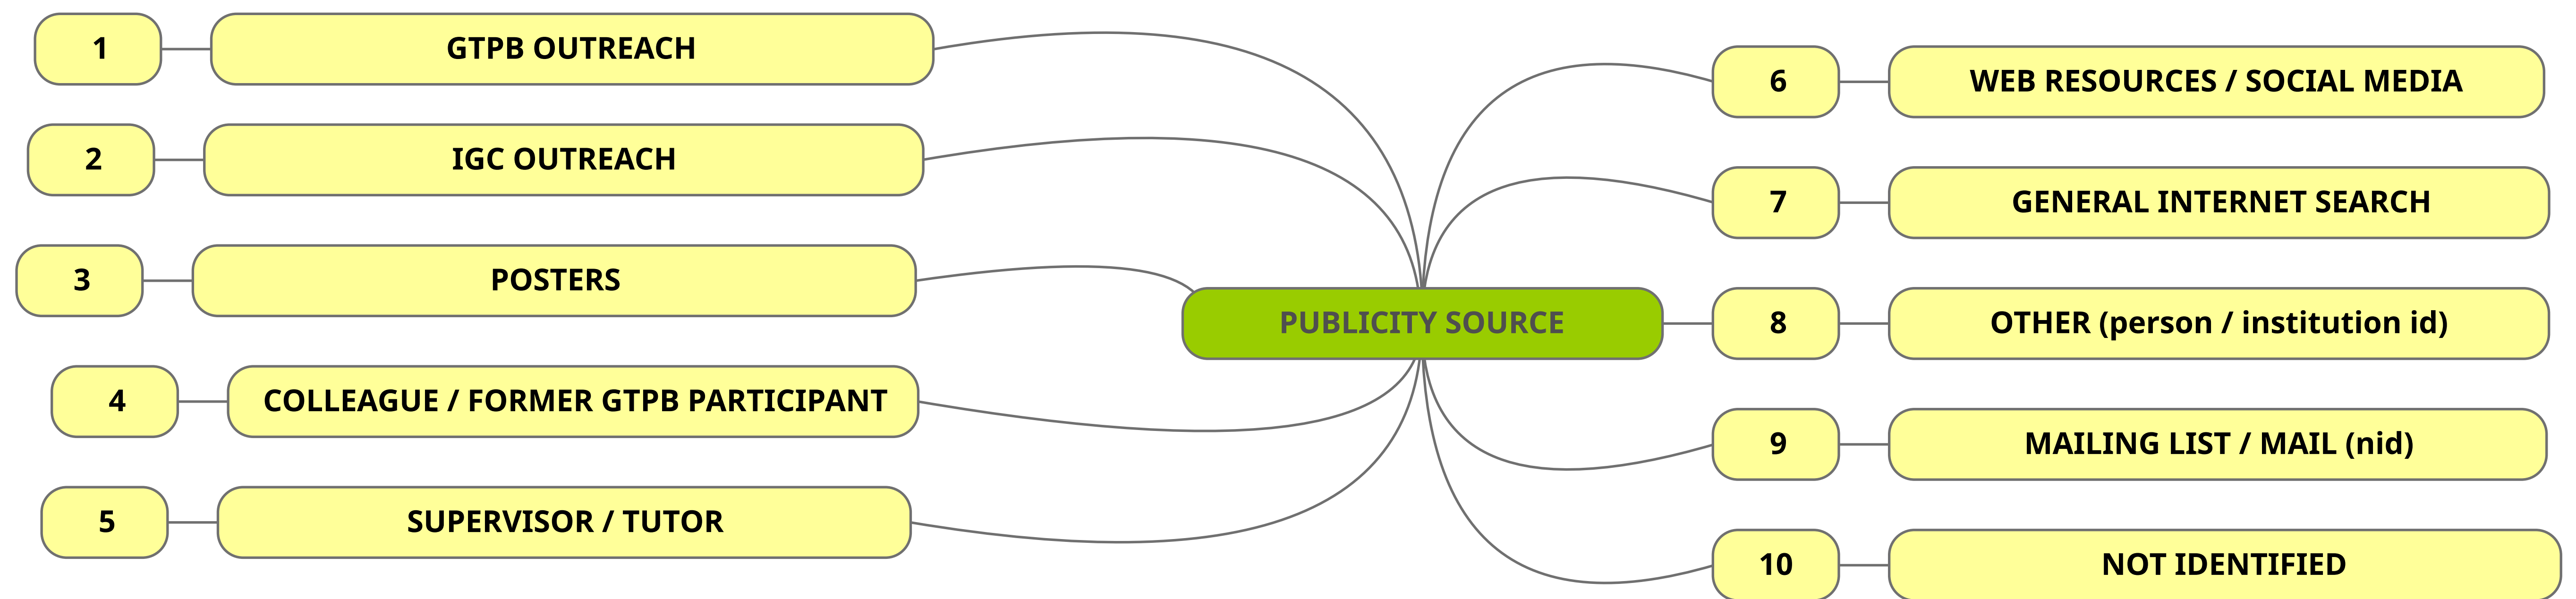 1 GTPB OUTREACH
2 IGC OUTREACH
3 POSTERS
4 COLLEAGUE / FORMER GTPB PARTICIPANT
5 SUPERVISOR / TUTOR
PUBLICITY SOURCE
6 WEB RESOURCES / SOCIAL MEDIA
7 GENERAL INTERNET SEARCH
8 OTHER (person / institution id)
9 MAILING LIST / MAIL (nid)
10 NOT IDENTIFIED